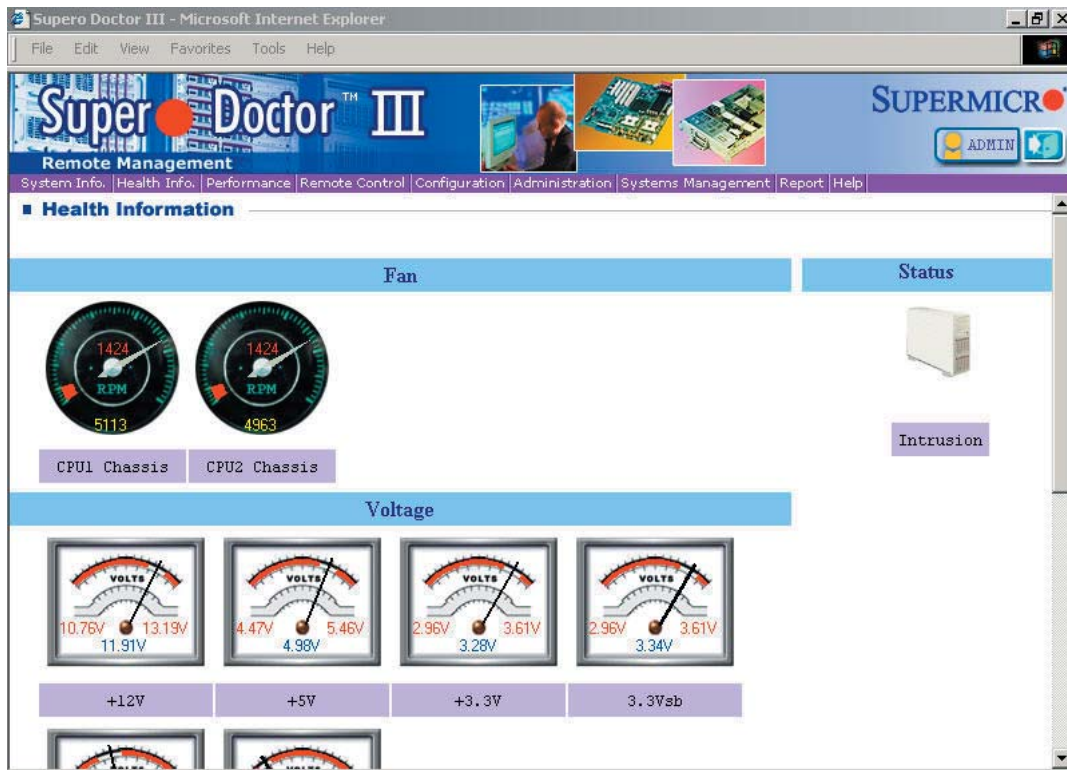 Supero Doctor III - Microsoft Internet Explorer
File Edit View Favorites Tools Help
Super Doctor ™ III
SUPERMICR
Remote Management
ADMIN
System Info. Health Info. Performance Remote Control Configuration Administration Systems Management Report Help
Health Information
Fan
Status
1424
RPM
5113
1424
RPM
4963
CPU1 Chassis
CPU2 Chassis
Intrusion
Voltage
VOLTS
10.76V 13.19V
11.91V
VOLTS
4.47V 5.46V
4.98V
VOLTS
2.96V 3.61V
3.28V
VOLTS
2.96V 3.61V
3.34V
+12V
+5V
+3.3V
3.3Vsb